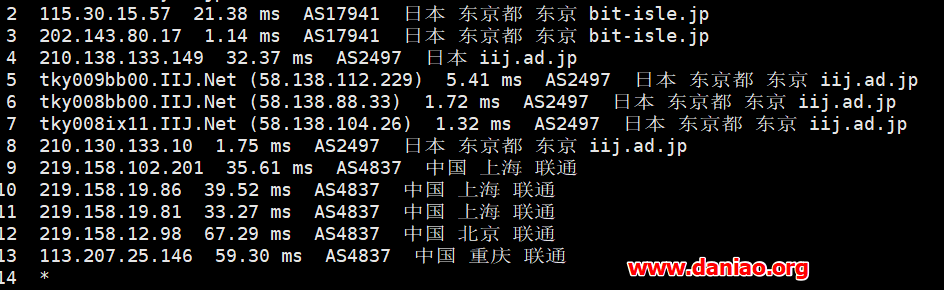 2 115.30.15.57 21.38 ms AS17941 日本 东京都 东京 bit-isle.jp
3 202.143.80.17 1.14 ms AS17941 日本 东京都 东京 bit-isle.jp
4 210.138.133.149 32.37 ms AS2497 日本 iij.ad.jp
5 tky009bb00.IIJ.Net (58.138.112.229) 5.41 ms AS2497 日本 东京都 东京 iij.ad.jp
6 tky008bb00.IIJ.Net (58.138.88.33) 1.72 ms AS2497 日本 东京都 东京 iij.ad.jp
7 tky008ix11.IIJ.Net (58.138.104.26) 1.32 ms AS2497 日本 东京都 东京 iij.ad.jp
8 210.130.133.10 1.75 ms AS2497 日本 东京都 东京 iij.ad.jp
9 219.158.102.201 35.61 ms AS4837 中国 上海 联通
10 219.158.19.86 39.52 ms AS4837 中国 上海 联通
11 219.158.19.81 33.27 ms AS4837 中国 上海 联通
12 219.158.12.98 67.29 ms AS4837 中国 北京 联通
13 113.207.25.146 59.30 ms AS4837 中国 重庆 联通
14 *
www.daniao.org